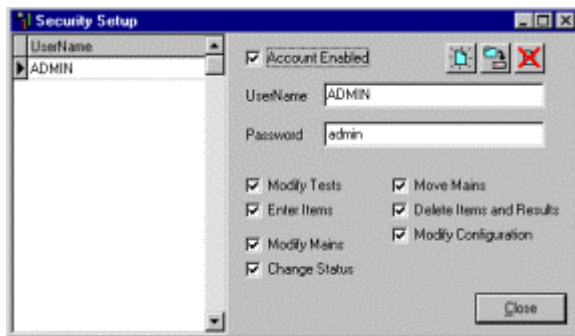 Security Setup
UserName
ADMIN
Account Enabled
UserName ADMIN
Password admin
Modify Tests Move Mains
Enter Items Delete Items and Results
Modify Mains Modify Configuration
Change Status
Close